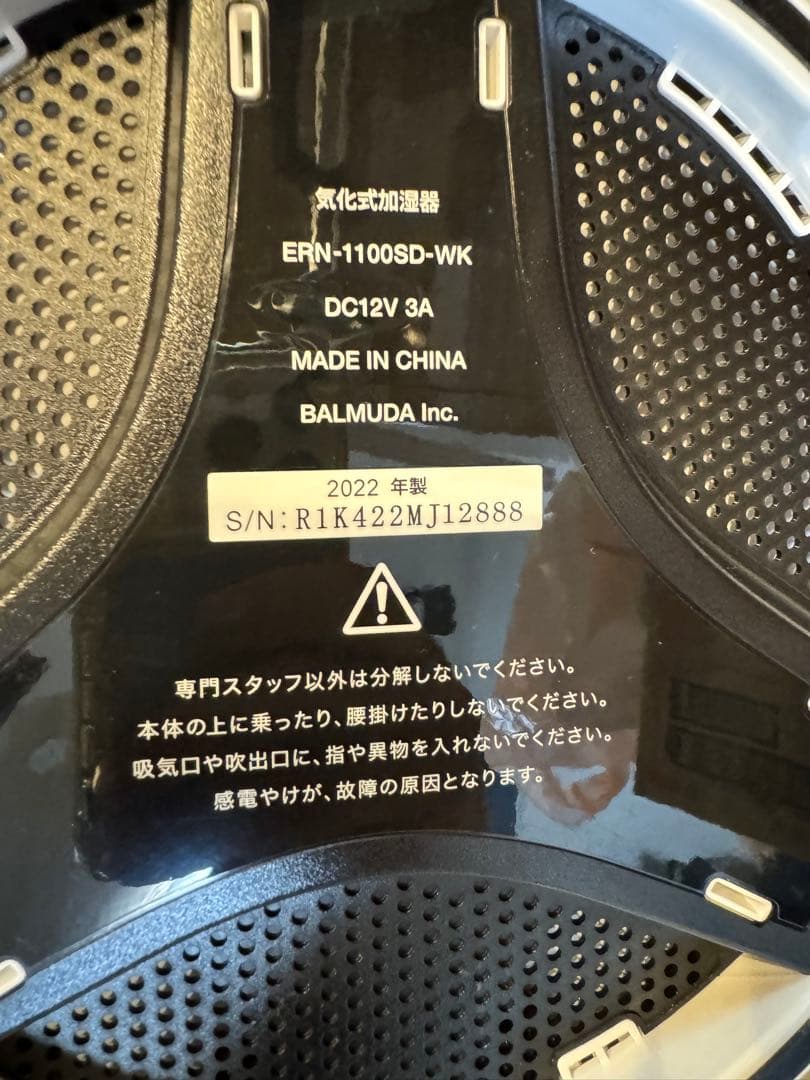 気化式加湿器
ERN-1100SD-WK
DC12V 3A
MADE IN CHINA
BALMUDA Inc.
2022 年製
S/N: R1K422MJ12888
専門スタッフ以外は分解しないでください。
本体の上に乗ったり、腰掛けたりしないでください。
吸気口や吹出口に、指や異物を入れないでください。
感電やけが、故障の原因となります。